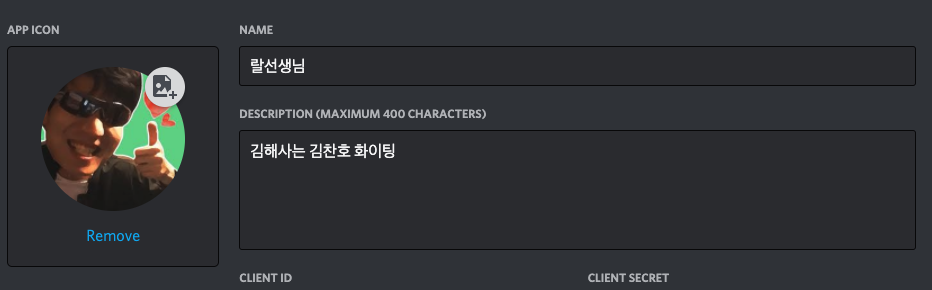 APP ICON
NAME
랄선생님
DESCRIPTION (MAXIMUM 400 CHARACTERS)
김해사는 김찬호 화이팅
Remove
CLIENT ID
CLIENT SECRET